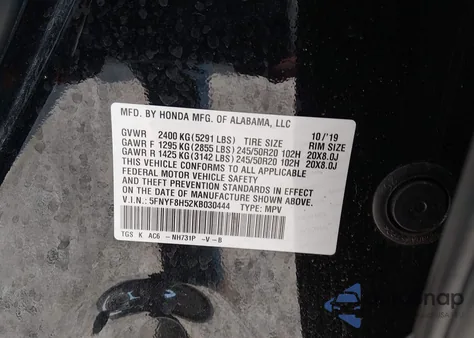 MFD. BY HONDA MFG. OF ALABAMA, LLC
10/'19
GVWR 2400 KG (5291 LBS) TIRE SIZE RIM SIZE
GAWR F 1295 KG (2855 LBS) 245/50R20 102H 20X8.0J
GAWR R 1425 KG (3142 LBS) 245/50R20 102H 20X8.0J
THIS VEHICLE CONFORMS TO ALL APPLICABLE
FEDERAL MOTOR VEHICLE SAFETY
AND THEFT PREVENTION STANDARDS IN EFFECT
ON THE DATE OF MANUFACTURE SHOWN ABOVE.
V.I.N.: 5FNYF8H52KB030444 TYPE: MPV
TGS K AC6 -NH731P -V-B